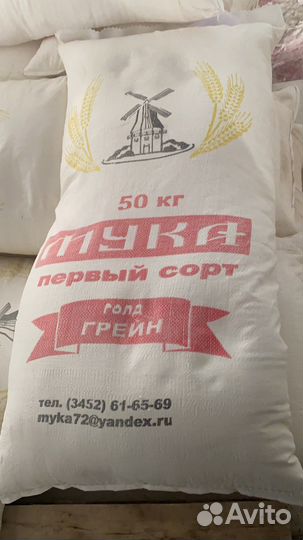 50 кг
МУКА
первый сорт
ГОЛД
ГРЕЙН
тел. (3452) 61-65-69
myka72@yandex.ru
Avito